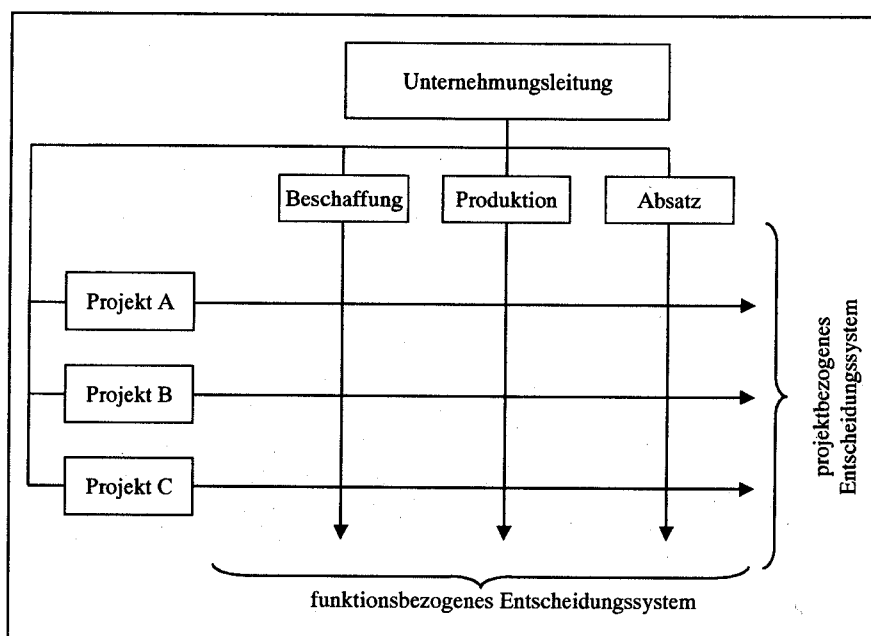 Unternehmungsleitung
Beschaffung
Produktion
Absatz
Projekt A
Projekt B
Projekt C
projektbezogenes
Entscheidungssystem
funktionsbezogenes Entscheidungssystem